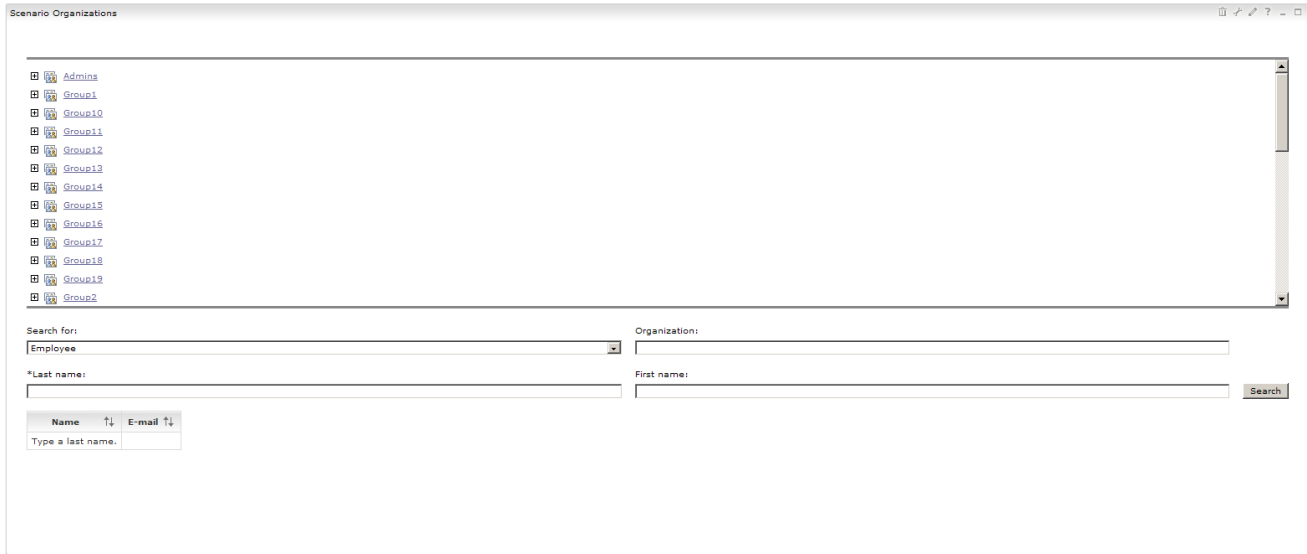 Scenario Organizations ?
Admins
Group1
Group10
Group11
Group12
Group13
Group14
Group15
Group16
Group17
Group18
Group19
Group2
Search for: Organization:
Employee
*Last name: First name:
Search
Name E-mail
Type a last name.